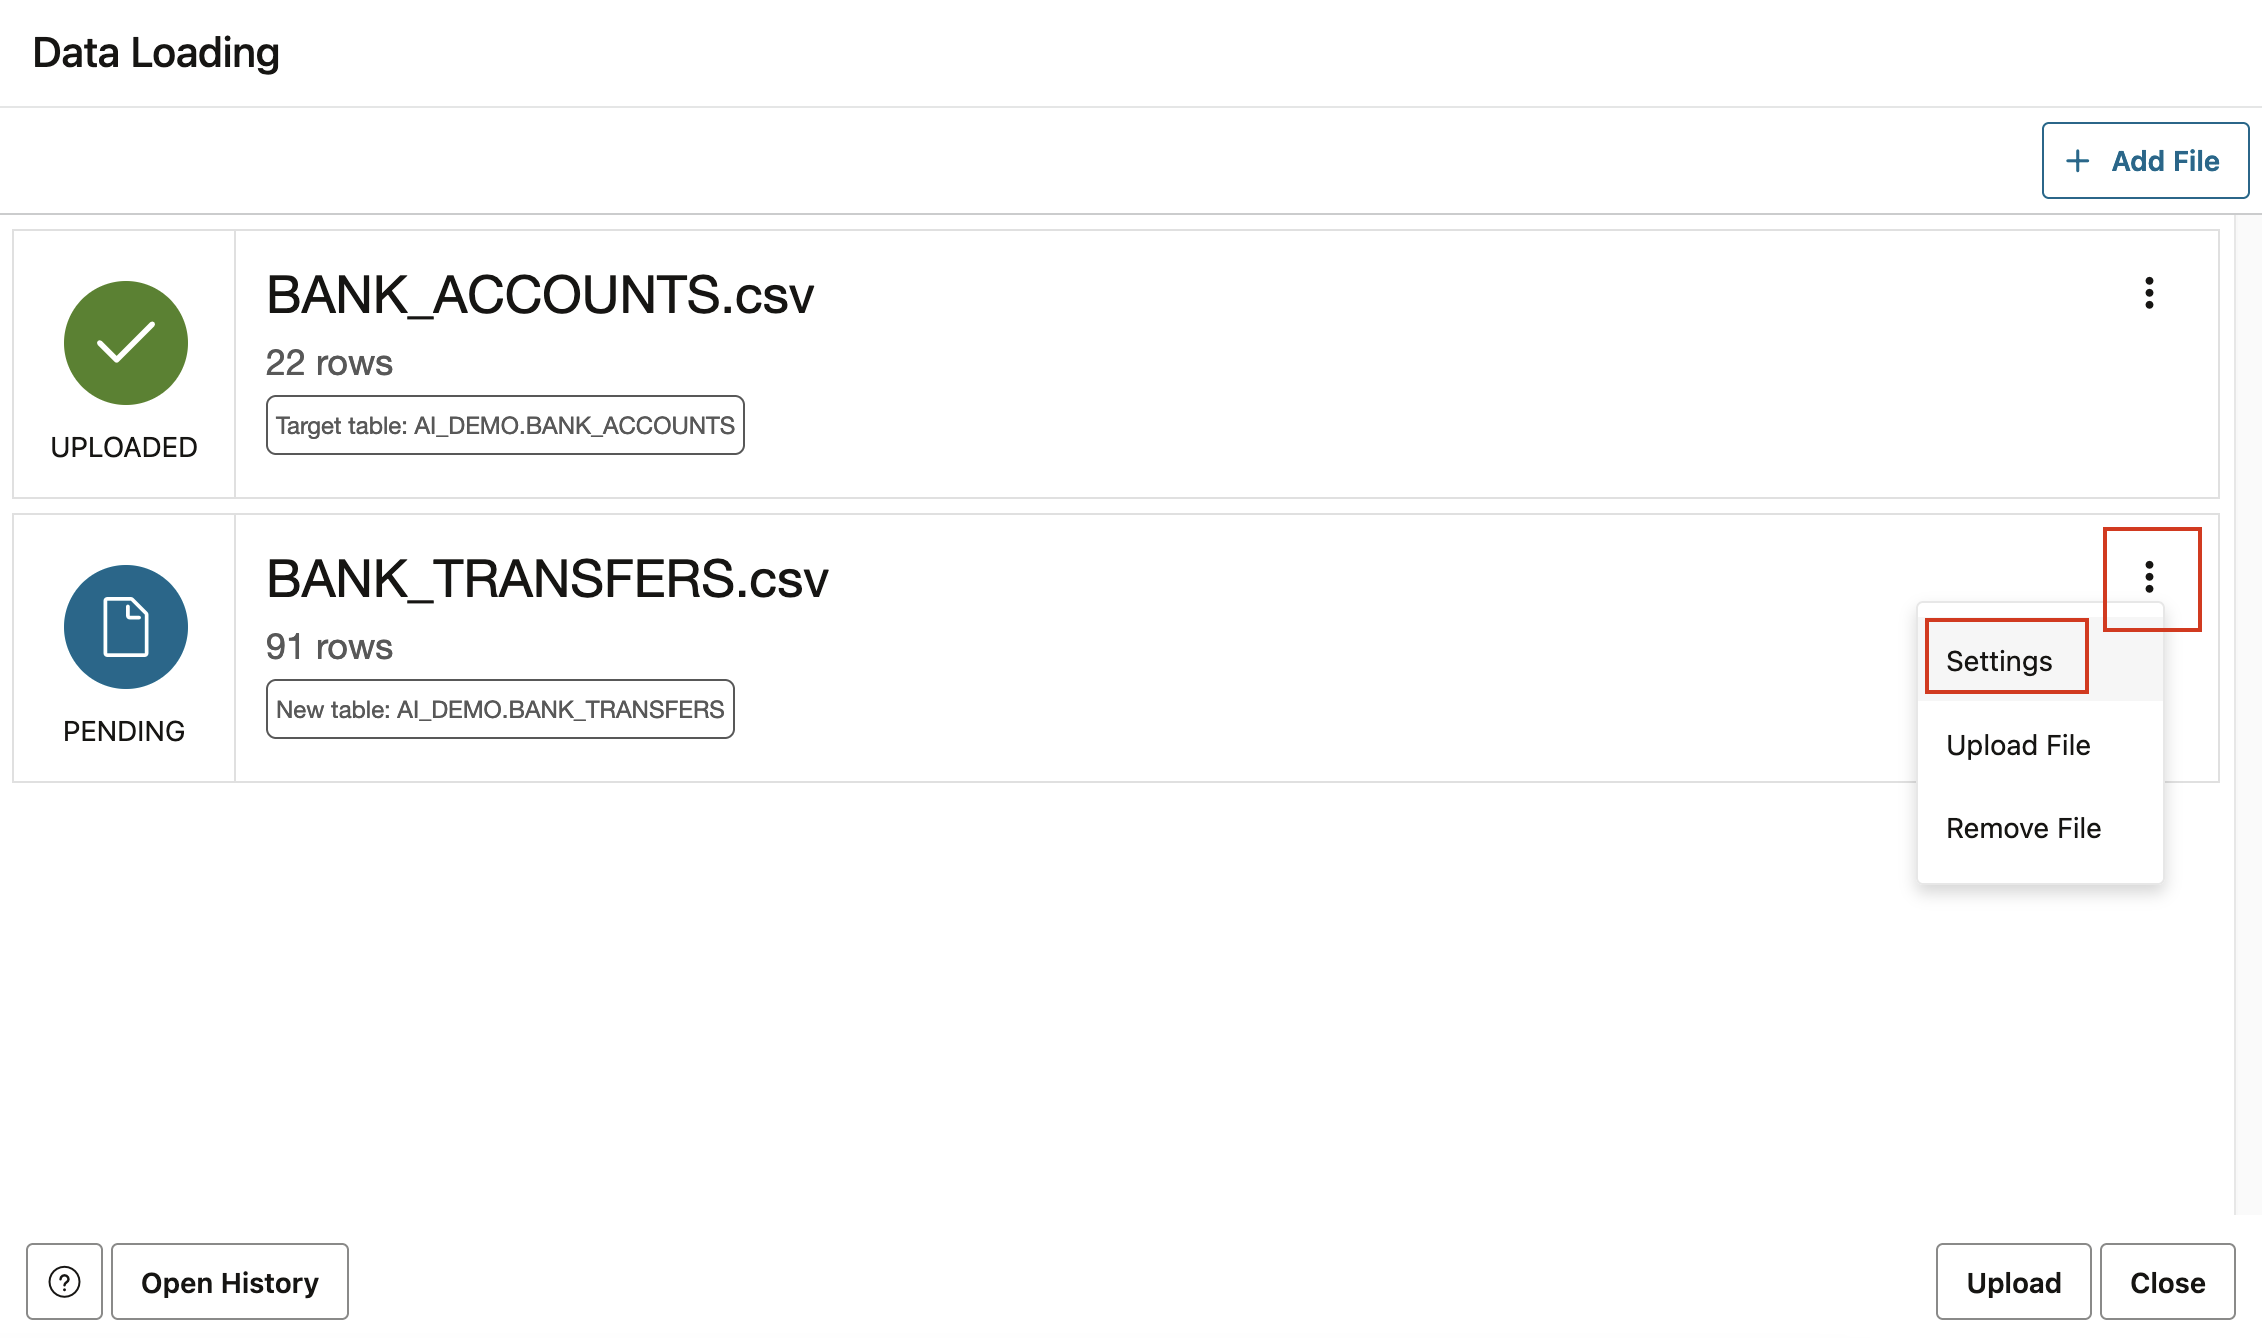 Data Loading
+ Add File
BANK_ACCOUNTS.csv
22 rows
Target table: AI_DEMO.BANK_ACCOUNTS
UPLOADED
BANK_TRANSFERS.csv
91 rows
New table: AI_DEMO.BANK_TRANSFERS
PENDING
Settings
Upload File
Remove File
? Open History Upload Close